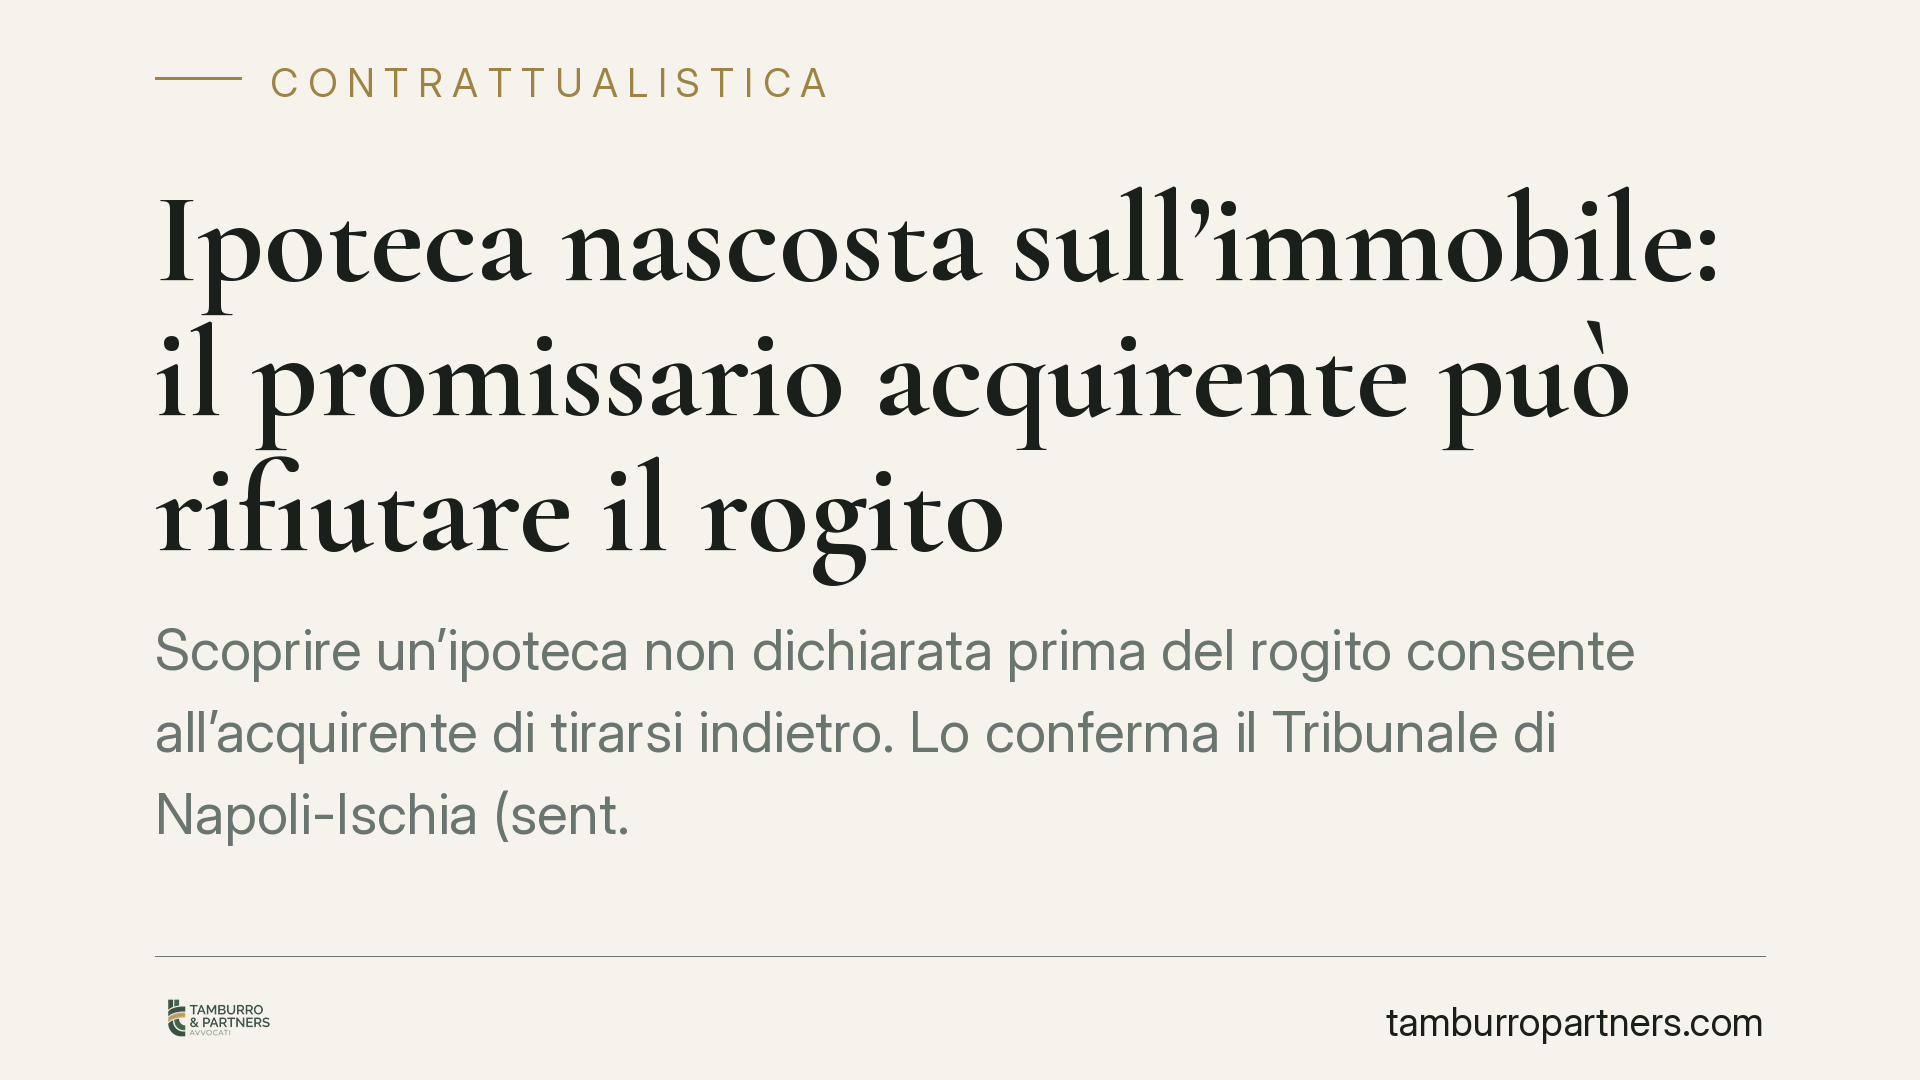 CONTRATTUALISTICA
Ipoteca nascosta sull’immobile:
il promissario acquirente può
rifiutare il rogito
Scoprire un’ipoteca non dichiarata prima del rogito consente
all’acquirente di tirarsi indietro. Lo conferma il Tribunale di
Napoli-Ischia (sent.
TAMBURRO
& PARTNERS
AVVOCATI
tamburropartners.com